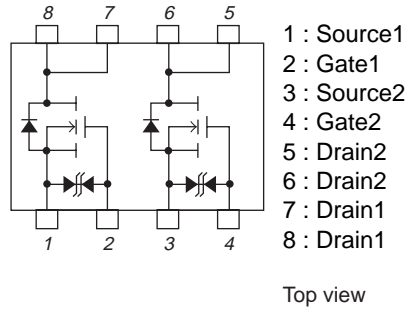 8 7 6 5
1 2 3 4
1 : Source1
2 : Gate1
3 : Source2
4 : Gate2
5 : Drain2
6 : Drain2
7 : Drain1
8 : Drain1
Top view